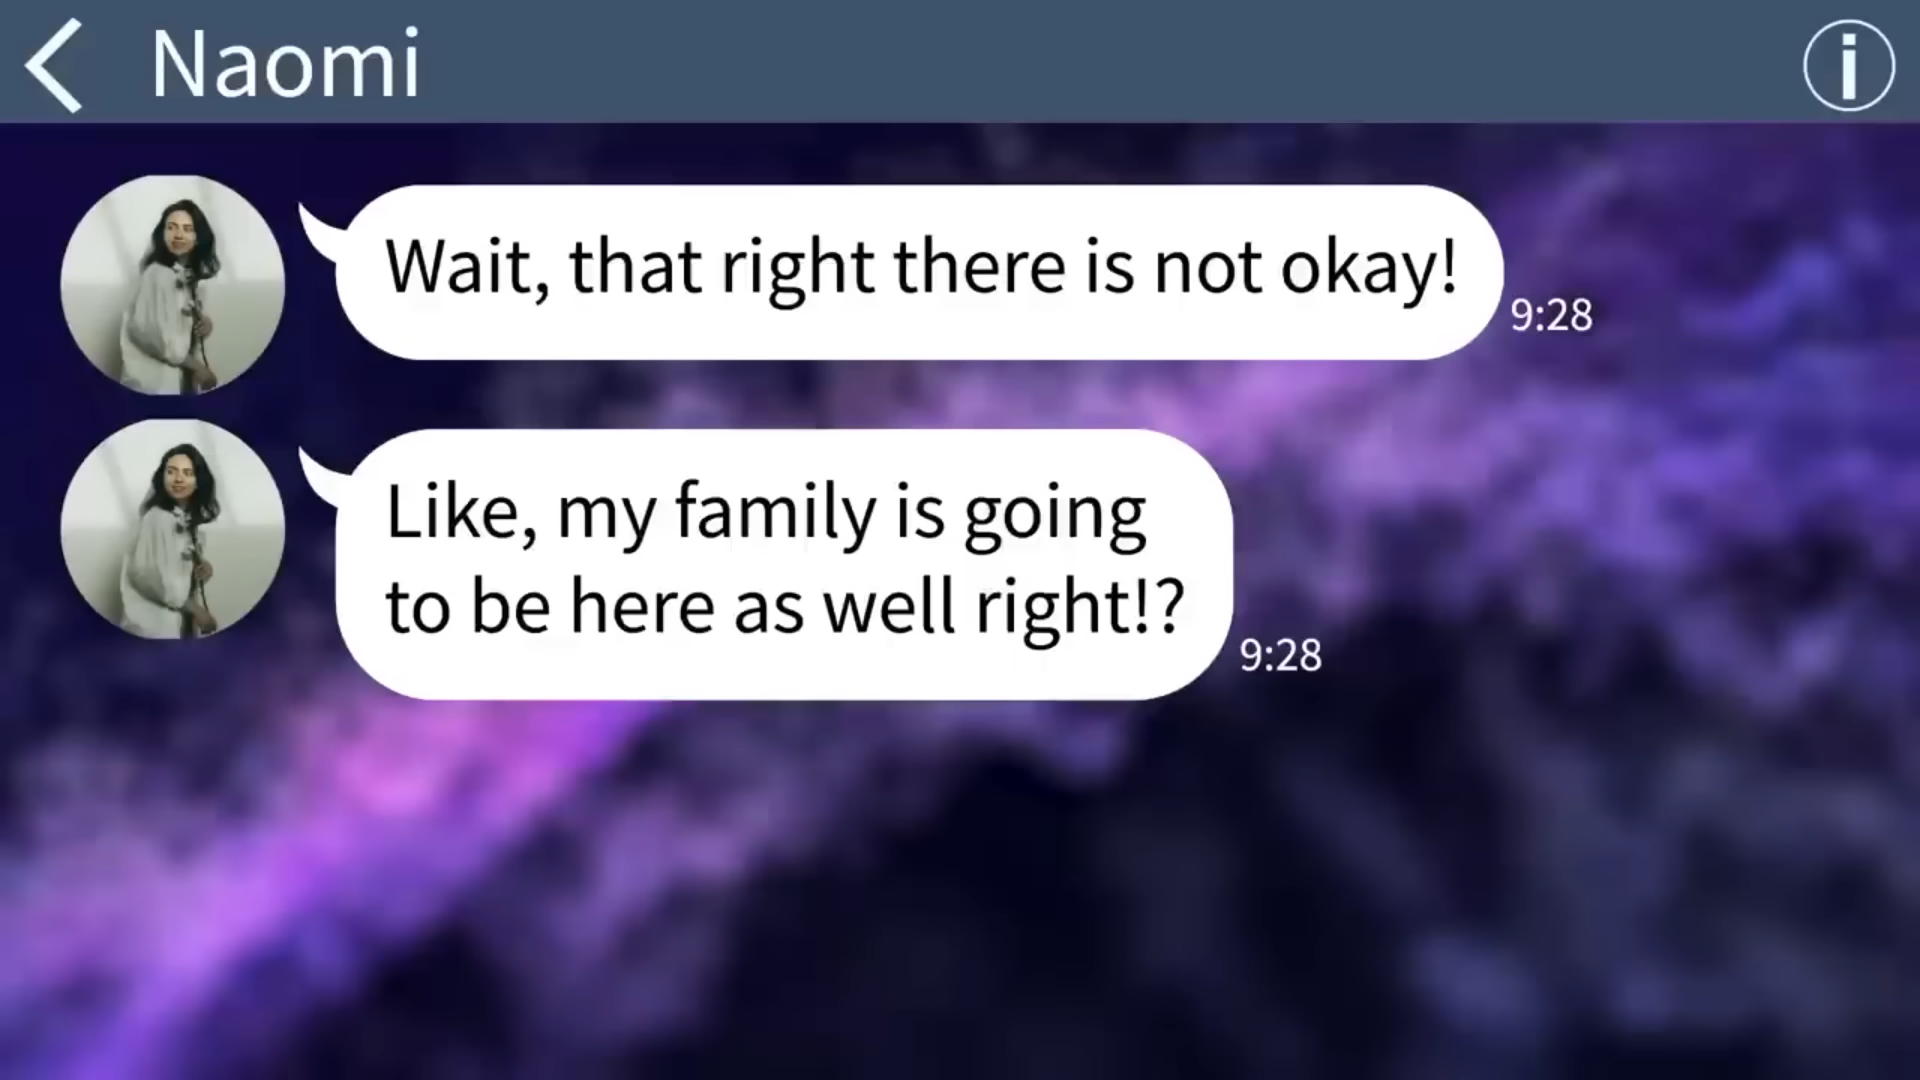 Naomi
Wait, that right there is not okay!
9:28
Like, my family is going
to be here as well right!?
9:28